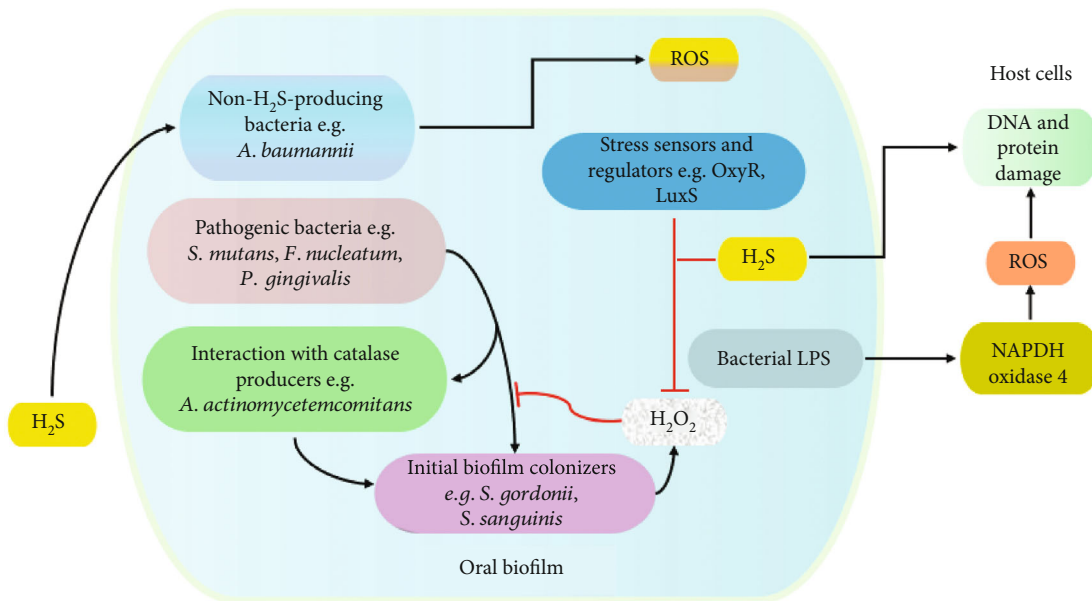 ROS
Host cells
Non-H₂S-producing
bacteria e.g.
A. baumannii
DNA and
protein
damage
Stress sensors and
regulators e.g. OxyR,
LuxS
Pathogenic bacteria e.g.
S. mutans, F. nucleatum,
P. gingivalis
H₂S
ROS
Interaction with catalase
producers e.g.
A. actinomycetemcomitans
Bacterial LPS
NAPDH
oxidase 4
H₂S
H₂O₂
Initial biofilm colonizers
e.g. S. gordonii,
S. sanguinis
Oral biofilm